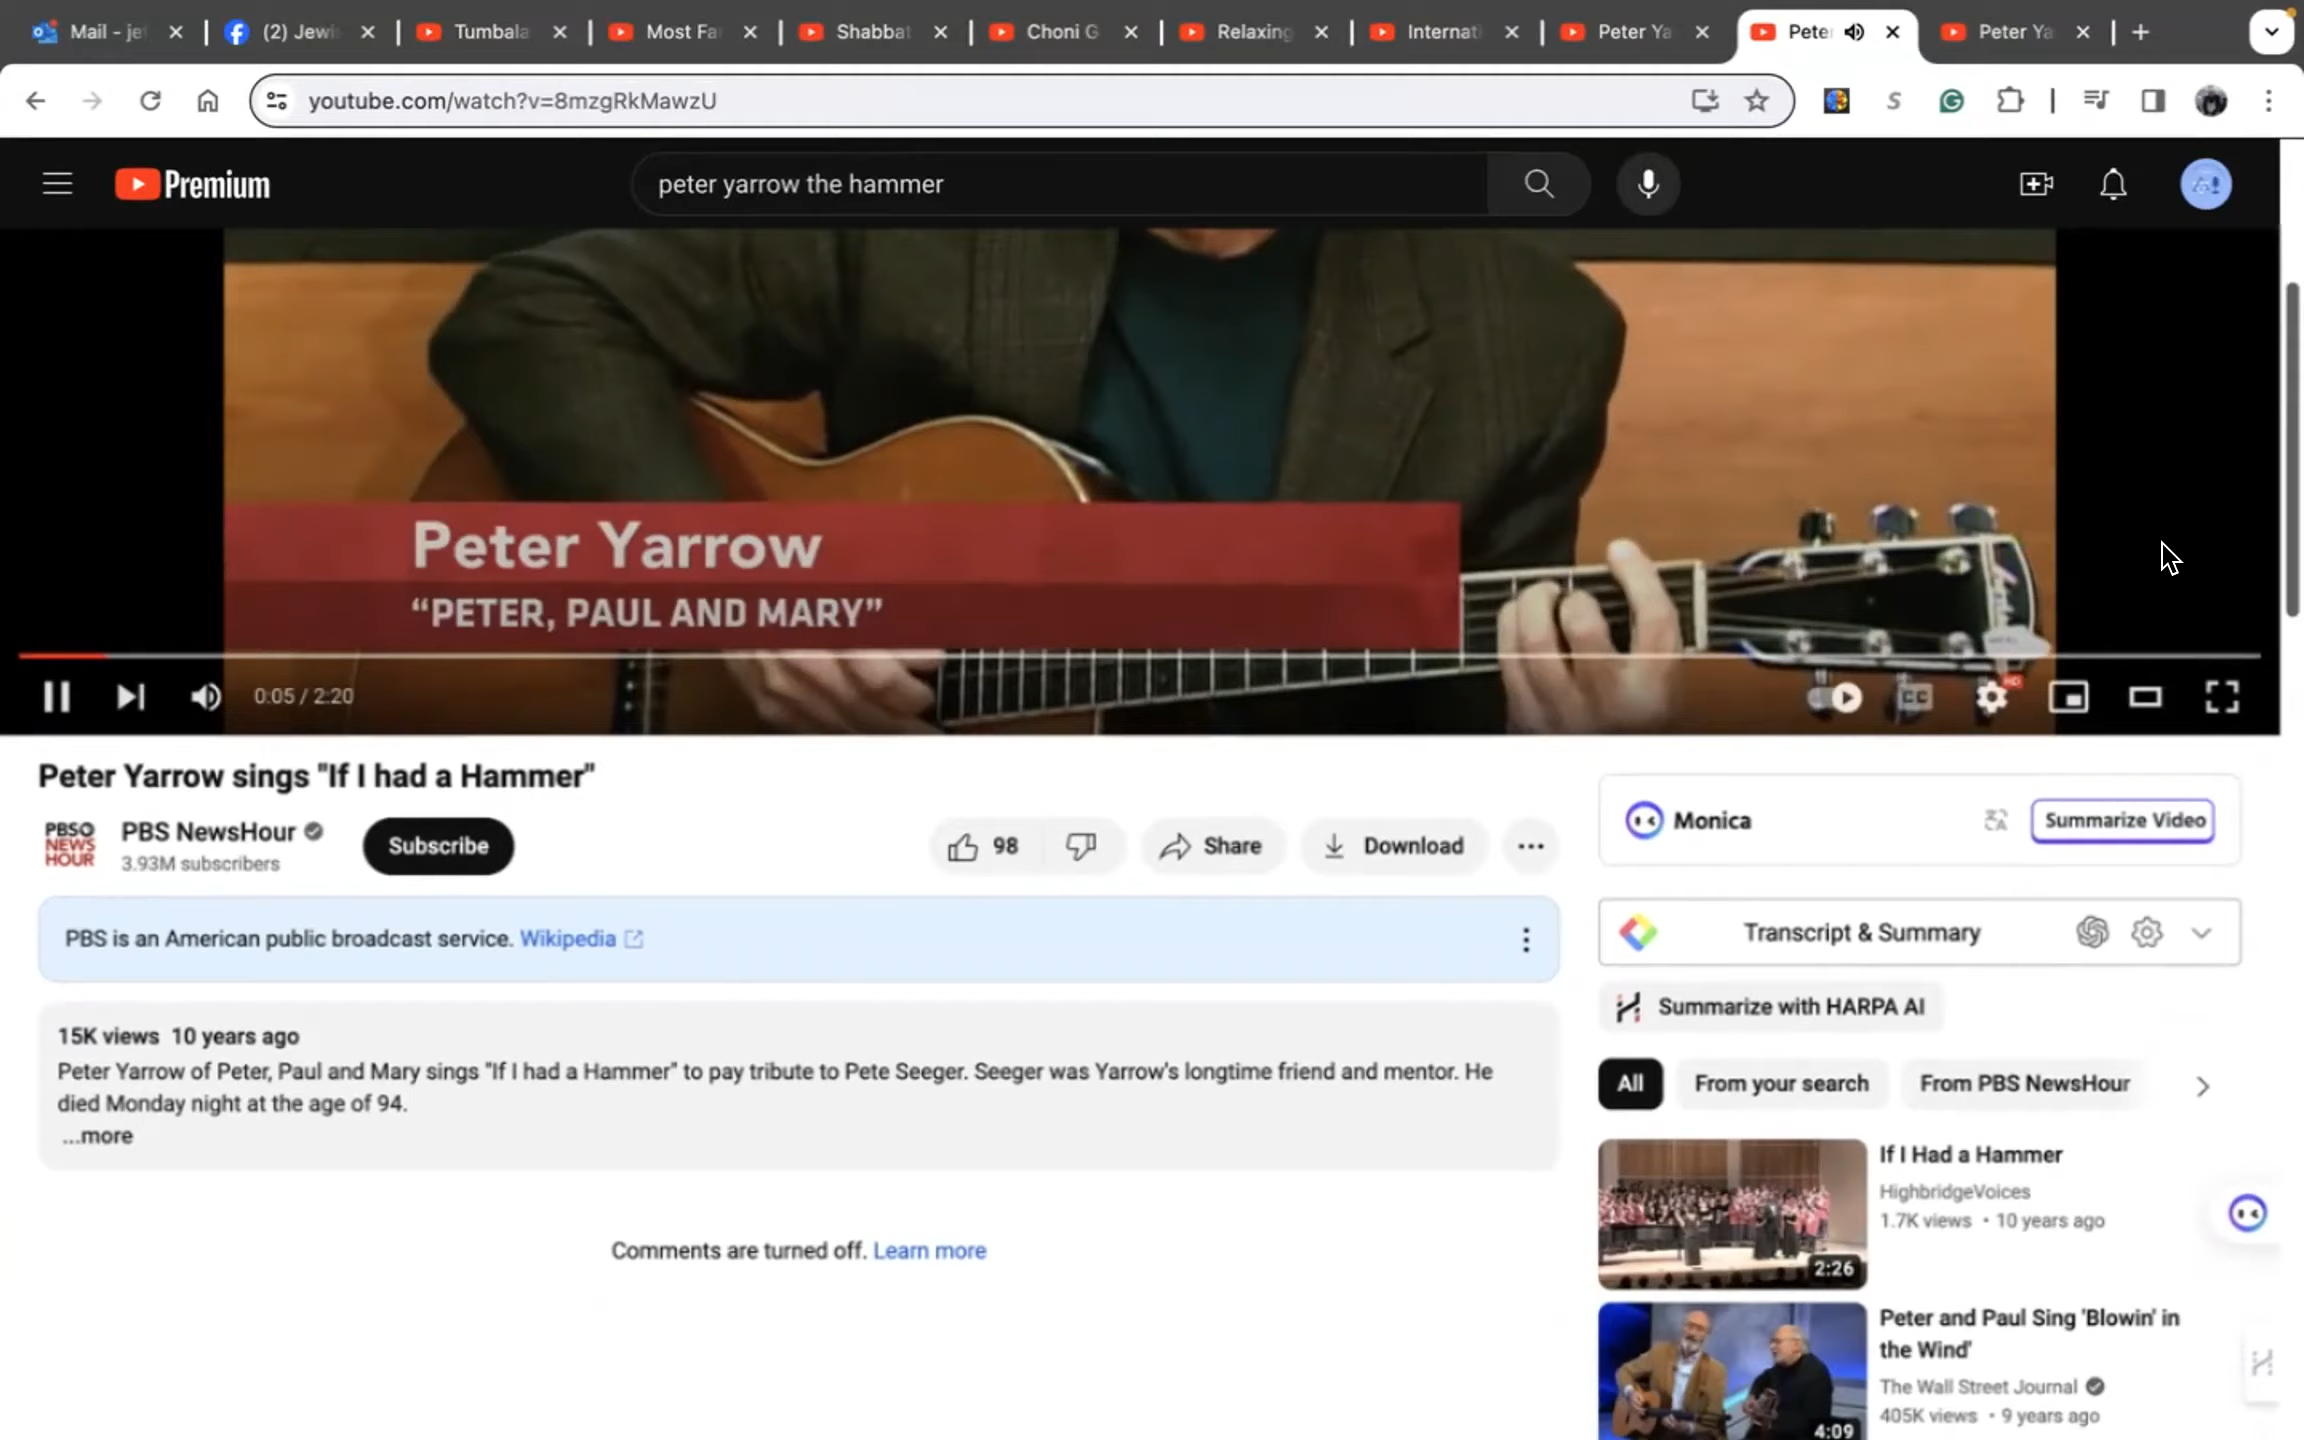 Mail - je
(2) Jewi
Tumbala
Most Fa
Shabbat
Choni G
Relaxing
Internati
Peter Ya
Peter
Peter Ya
youtube.com/watch?v=8mzgRkMawzU
Premium
peter yarrow the hammer
Peter Yarrow
“PETER, PAUL AND MARY”
0:05 / 2:20
CC
HD
Peter Yarrow sings "If I had a Hammer"
PBS NEWS HOUR
PBS NewsHour
3.93M subscribers
Subscribe
98
Share
Download
PBS is an American public broadcast service. Wikipedia
15K views 10 years ago
Peter Yarrow of Peter, Paul and Mary sings "If I had a Hammer" to pay tribute to Pete Seeger. Seeger was Yarrow's longtime friend and mentor. He
died Monday night at the age of 94.
...more
Comments are turned off. Learn more
Monica
Summarize Video
Transcript & Summary
Summarize with HARPA AI
All
From your search
From PBS NewsHour
If I Had a Hammer
HighbridgeVoices
1.7K views • 10 years ago
2:26
Peter and Paul Sing 'Blowin' in
the Wind'
The Wall Street Journal
405K views • 9 years ago
4:09